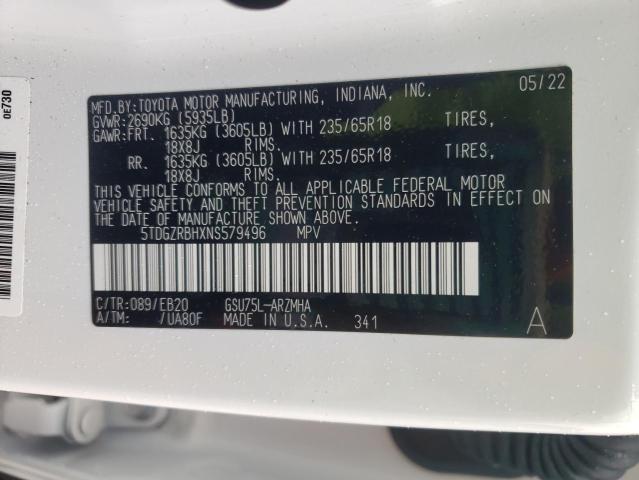 MFD.BY:TOYOTA MOTOR MANUFACTURING, INDIANA, INC. 05/22
GVWR:2690KG (5935LB)
GAWR:FRT. 1635KG (3605LB) WITH 235/65R18 TIRES,
18X8J RIMS.
RR. 1635KG (3605LB) WITH 235/65R18 TIRES,
18X8J RIMS.
THIS VEHICLE CONFORMS TO ALL APPLICABLE FEDERAL MOTOR
VEHICLE SAFETY AND THEFT PREVENTION STANDARDS IN EFFECT ON
THE DATE OF MANUFACTURE SHOWN ABOVE.
5TDGZRBHXNS579496 MPV
C/TR:089/EB20 GSU75L-ARZMHA
A/TM: /UA80F MADE IN U.S.A. 341 A
0E730